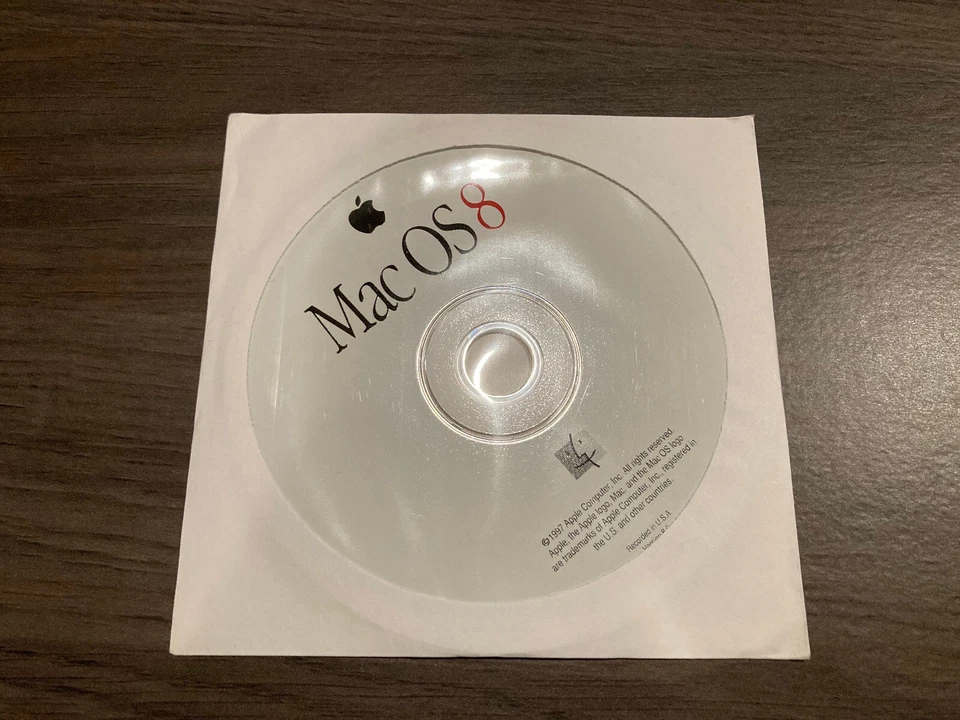 Mac OS 8
©1997 Apple Computer, Inc. All rights reserved.
Apple, the Apple logo, Mac, and the Mac OS logo
are trademarks of Apple Computer, Inc., registered in
the U.S. and other countries.
Recorded in U.S.A